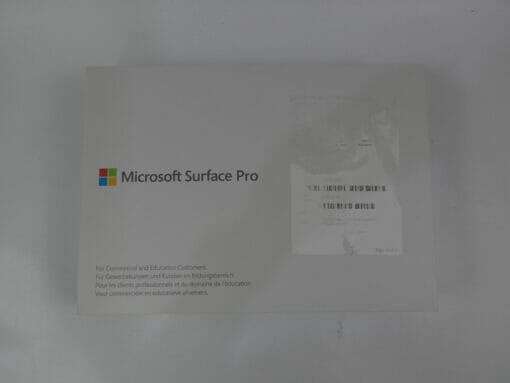 Microsoft Surface Pro
For Commercial and Education Customers.
Für Gewerbekunden und Kunden im Bildungsbereich.
Pour les clients professionnels et du domaine de l'éducation.
Voor commerciële en educatieve afnemers.